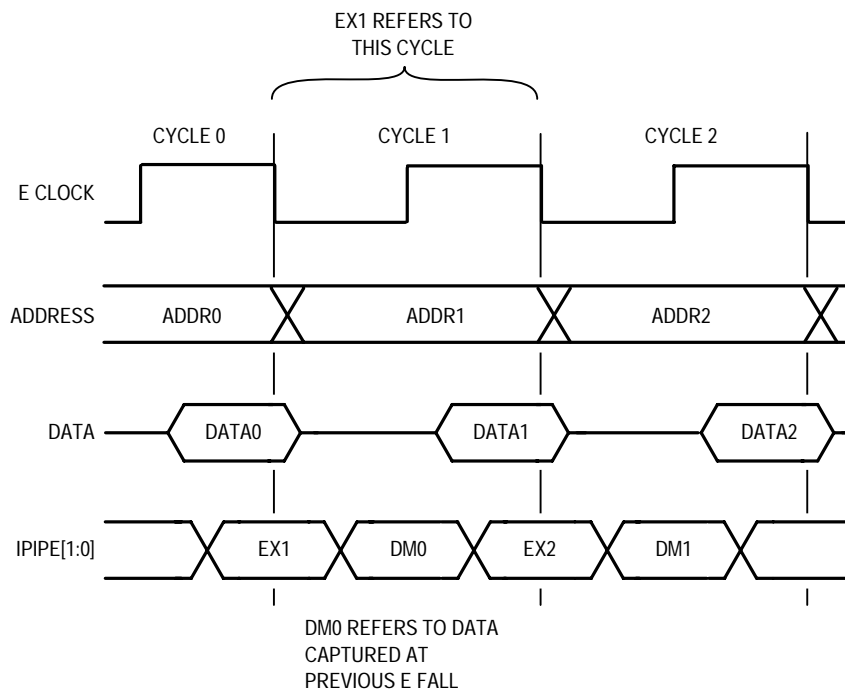 EX1 REFERS TO
THIS CYCLE
CYCLE 0 CYCLE 1 CYCLE 2
E CLOCK
ADDRESS ADDR0 ADDR1 ADDR2
DATA DATA0 DATA1 DATA2
IPIPE[1:0] EX1 DM0 EX2 DM1
DM0 REFERS TO DATA
CAPTURED AT
PREVIOUS E FALL